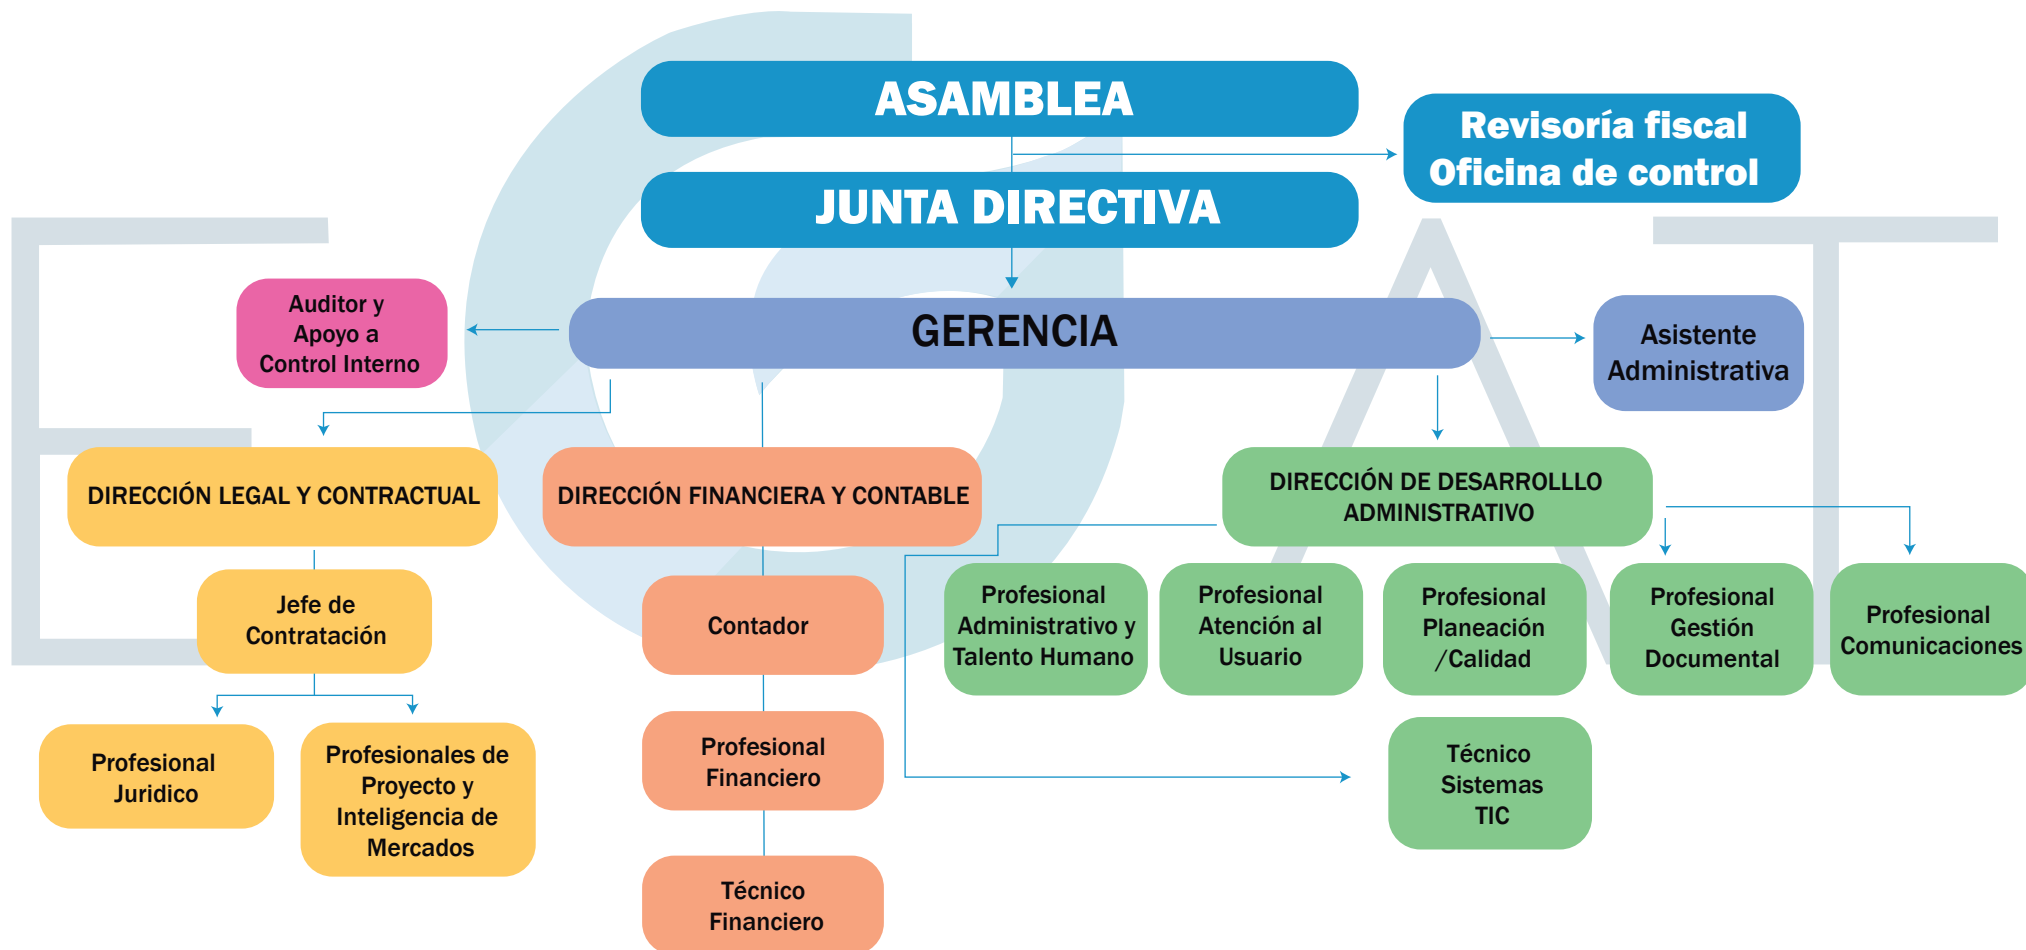 ASAMBLEA
Revisoría fiscal
Oficina de control
JUNTA DIRECTIVA
Auditor y
Apoyo a
Control Interno
GERENCIA
Asistente
Administrativa
DIRECCIÓN LEGAL Y CONTRACTUAL
DIRECCIÓN FINANCIERA Y CONTABLE
DIRECCIÓN DE DESARROLLLO
ADMINISTRATIVO
Jefe de
Contratación
Contador
Profesional
Administrativo y
Talento Humano
Profesional
Atención al
Usuario
Profesional
Planeación
/Calidad
Profesional
Gestión
Documental
Profesional
Comunicaciones
Profesional
Juridico
Profesionales de
Proyecto y
Inteligencia de
Mercados
Profesional
Financiero
Técnico
Sistemas
TIC
Técnico
Financiero